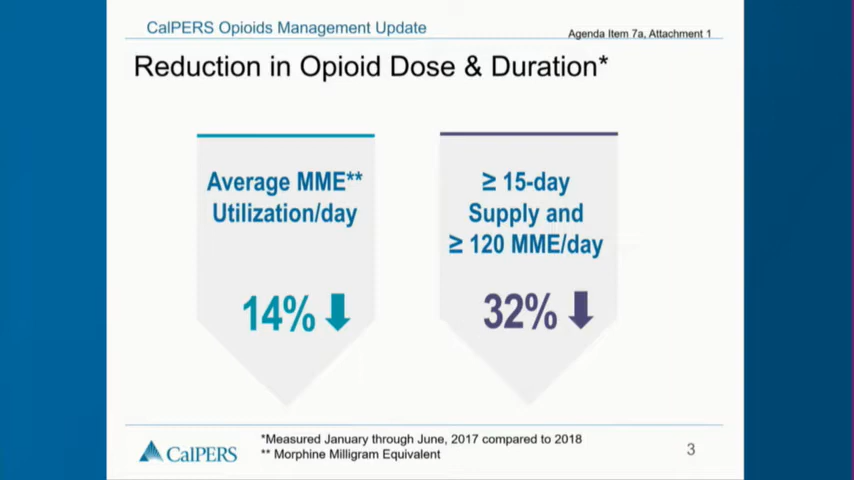 CalPERS Opioids Management Update
Agenda Item 7a, Attachment 1
Reduction in Opioid Dose & Duration*
Average MME**
Utilization/day
14%
≥ 15-day
Supply and
≥ 120 MME/day
32%
*Measured January through June, 2017 compared to 2018
** Morphine Milligram Equivalent
CalPERS
3